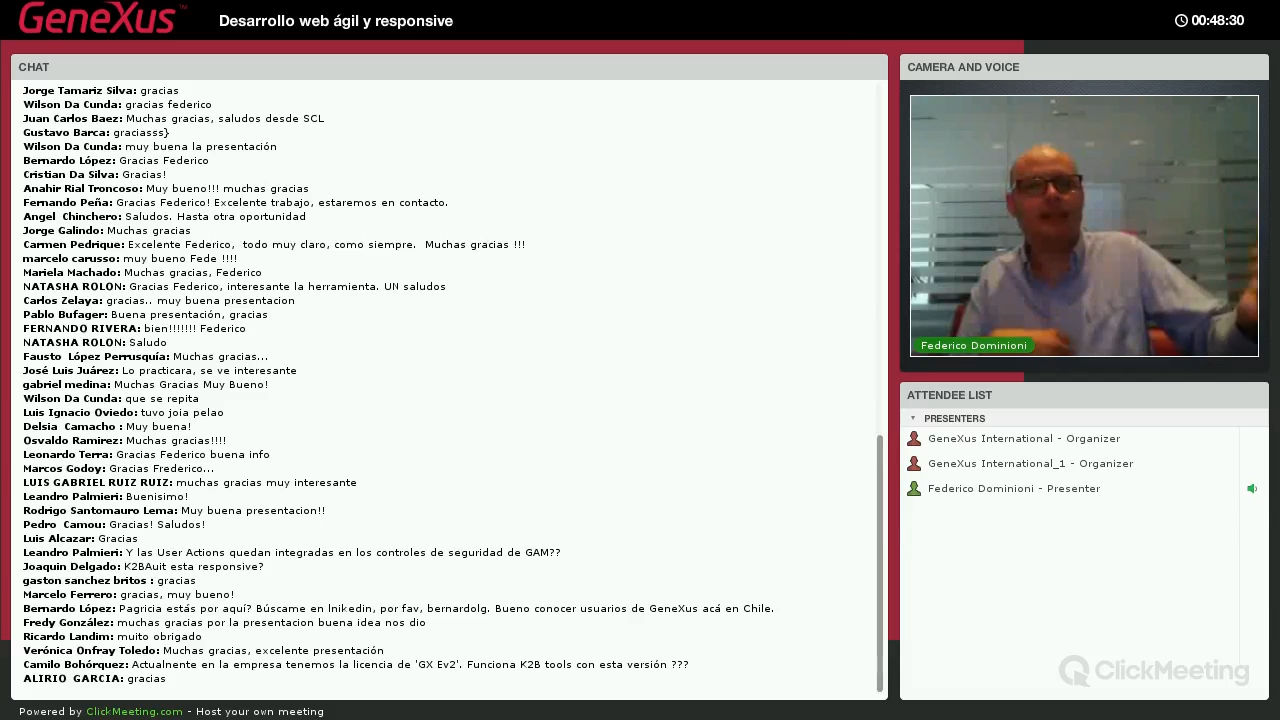 GeneXus™
Desarrollo web ágil y responsive
00:48:30
CHAT
Jorge Tamariz Silva: gracias
Wilson Da Cunda: gracias federico
Juan Carlos Baez: Muchas gracias, saludos desde SCL
Gustavo Barca: graciasss}
Wilson Da Cunda: muy buena la presentación
Bernardo López: Gracias Federico
Cristian Da Silva: Gracias!
Anahir Rial Troncoso: Muy bueno!!! muchas gracias
Fernando Peña: Gracias Federico! Excelente trabajo, estaremos en contacto.
Angel Chinchero: Saludos. Hasta otra oportunidad
Jorge Galindo: Muchas gracias
Carmen Pedrique: Excelente Federico, todo muy claro, como siempre. Muchas gracias !!!
marcelo carusso: muy bueno Fede !!!!
Mariela Machado: Muchas gracias, Federico
NATASHA ROLON: Gracias Federico, interesante la herramienta. UN saludos
Carlos Zelaya: gracias.. muy buena presentacion
Pablo Bufager: Buena presentación, gracias
FERNANDO RIVERA: bien!!!!!!! Federico
NATASHA ROLON: Saludo
Fausto López Perrusquía: Muchas gracias...
José Luis Juárez: Lo practicara, se ve interesante
gabriel medina: Muchas Gracias Muy Bueno!
Wilson Da Cunda: que se repita
Luis Ignacio Oviedo: tuvo joia pelao
Delsia Camacho : Muy buena!
Osvaldo Ramirez: Muchas gracias!!!!
Leonardo Terra: Gracias Federico buena info
Marcos Godoy: Gracias Frederico...
LUIS GABRIEL RUIZ RUIZ: muchas gracias muy interesante
Leandro Palmieri: Buenisimo!
Rodrigo Santomauro Lema: Muy buena presentacion!!
Pedro Camou: Gracias! Saludos!
Luis Alcazar: Gracias
Leandro Palmieri: Y las User Actions quedan integradas en los controles de seguridad de GAM??
Joaquin Delgado: K2BAuit esta responsive?
gaston sanchez britos : gracias
Marcelo Ferrero: gracias, muy bueno!
Bernardo López: Pagricia estás por aquí? Búscame en lnikedin, por fav, bernardolg. Bueno conocer usuarios de GeneXus acá en Chile.
Fredy González: muchas gracias por la presentacion buena idea nos dio
Ricardo Landim: muito obrigado
Verónica Onfray Toledo: Muchas gracias, excelente presentación
Camilo Bohórquez: Actualnente en la empresa tenemos la licencia de 'GX Ev2'. Funciona K2B tools con esta versión ???
ALIRIO GARCIA: gracias
CAMERA AND VOICE
Federico Dominioni
ATTENDEE LIST
PRESENTERS
GeneXus International - Organizer
GeneXus International_1 - Organizer
Federico Dominioni - Presenter
ClickMeeting
Powered by ClickMeeting.com - Host your own meeting